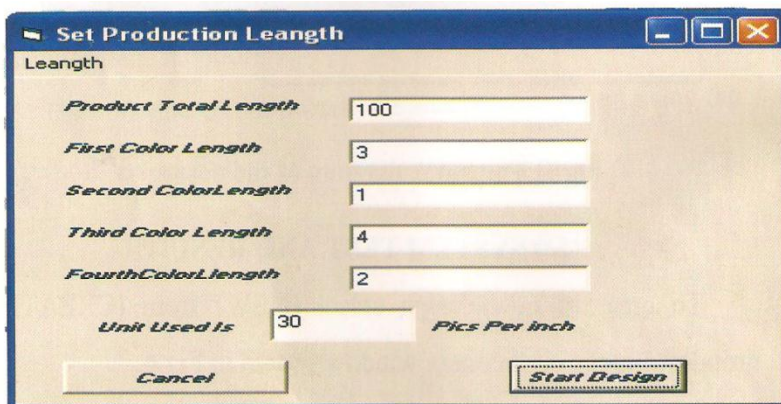 Set Production Leangth
Leangth
Product Total Length 100
First Color Length 3
Second ColorLength 1
Third Color Length 4
FourthColorLlength 2
Unit Used Is 30 Pics Per inch
Cancel Start Design